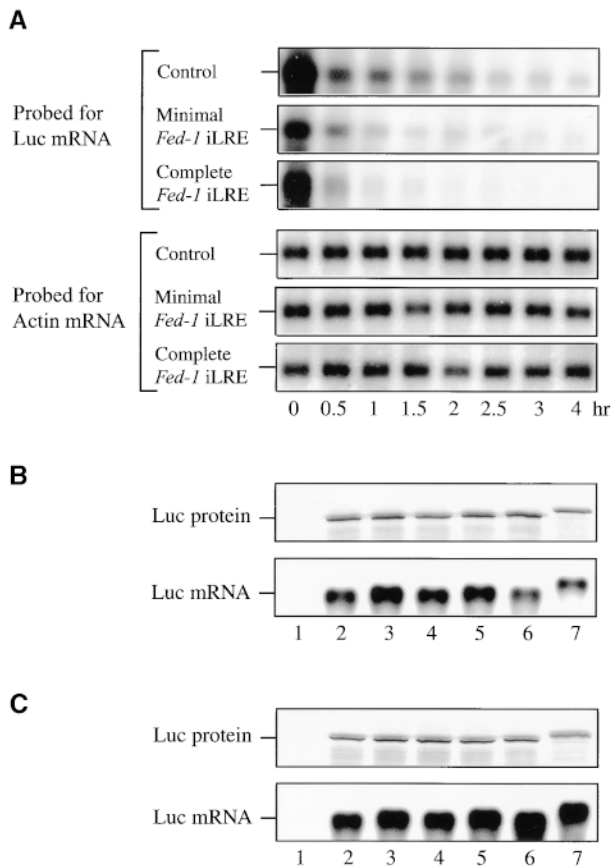 A
Probed for
Luc mRNA
Control
Minimal
Fed-1 iLRE
Complete
Fed-1 iLRE
Probed for
Actin mRNA
Control
Minimal
Fed-1 iLRE
Complete
Fed-1 iLRE
0 0.5 1 1.5 2 2.5 3 4 hr
B
Luc protein
Luc mRNA
1 2 3 4 5 6 7
C
Luc protein
Luc mRNA
1 2 3 4 5 6 7